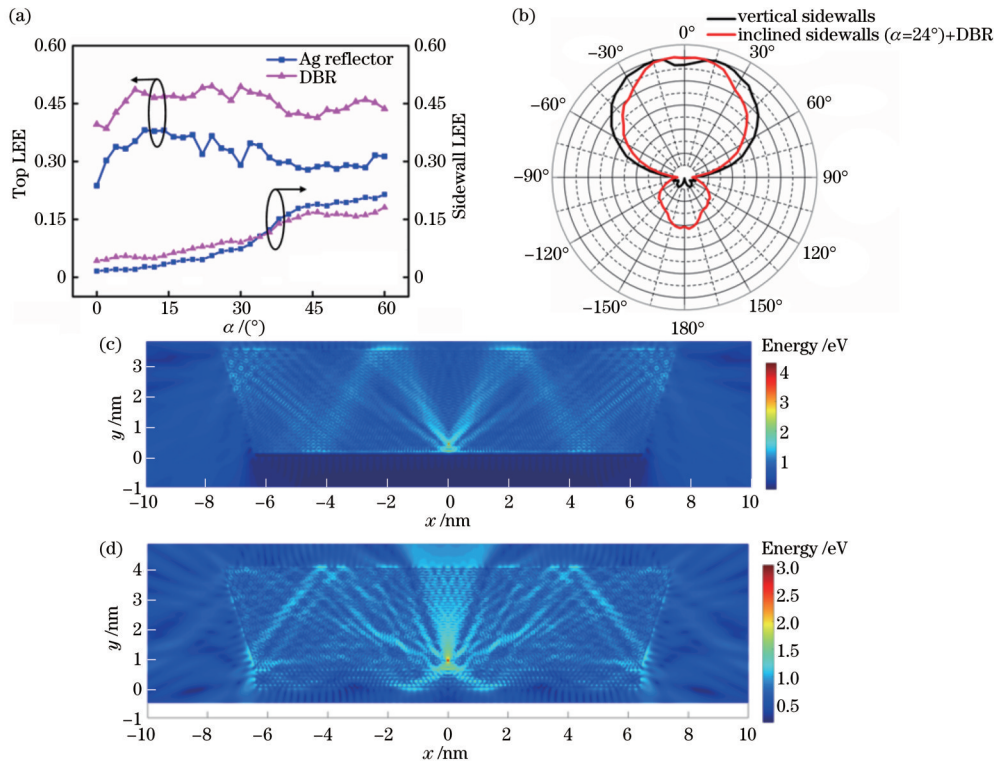 (a)
0.60
0.45
0.30
0.15
0
Top LEE
0.60
0.45
0.30
0.15
0
Sidewall LEE
Ag reflector
DBR
0 15 30 45 60
α /(°)
(b)
vertical sidewalls
inclined sidewalls (α=24°)+DBR
0°
−30° 30°
−60° 60°
−90° 90°
−120° 120°
−150° 150°
180°
(c)
3
2
1
0
−1
y /nm
−10 −8 −6 −4 −2 0 2 4 6 8 10
x /nm
Energy /eV
4
3
2
1
(d)
4
3
2
1
0
−1
y /nm
−10 −8 −6 −4 −2 0 2 4 6 8 10
x /nm
Energy /eV
3.0
2.5
2.0
1.5
1.0
0.5